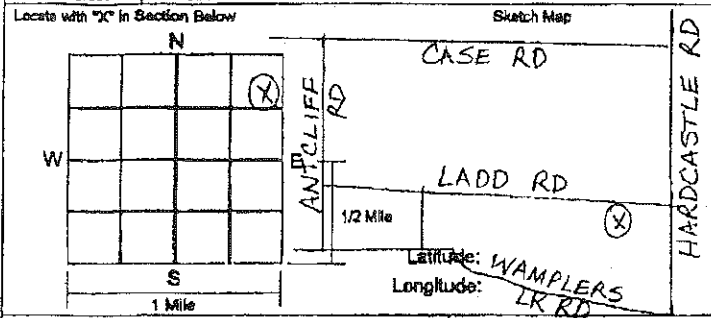 Locate with "X" in Section Below
Sketch Map
N
CASE RD
HARDCASTLE RD
X
ANTCLIFF RD
W
E
LADD RD
1/2 Mile
X
Latitude:
WAMPLERS
Longitude:
LK RD
S
1 Mile